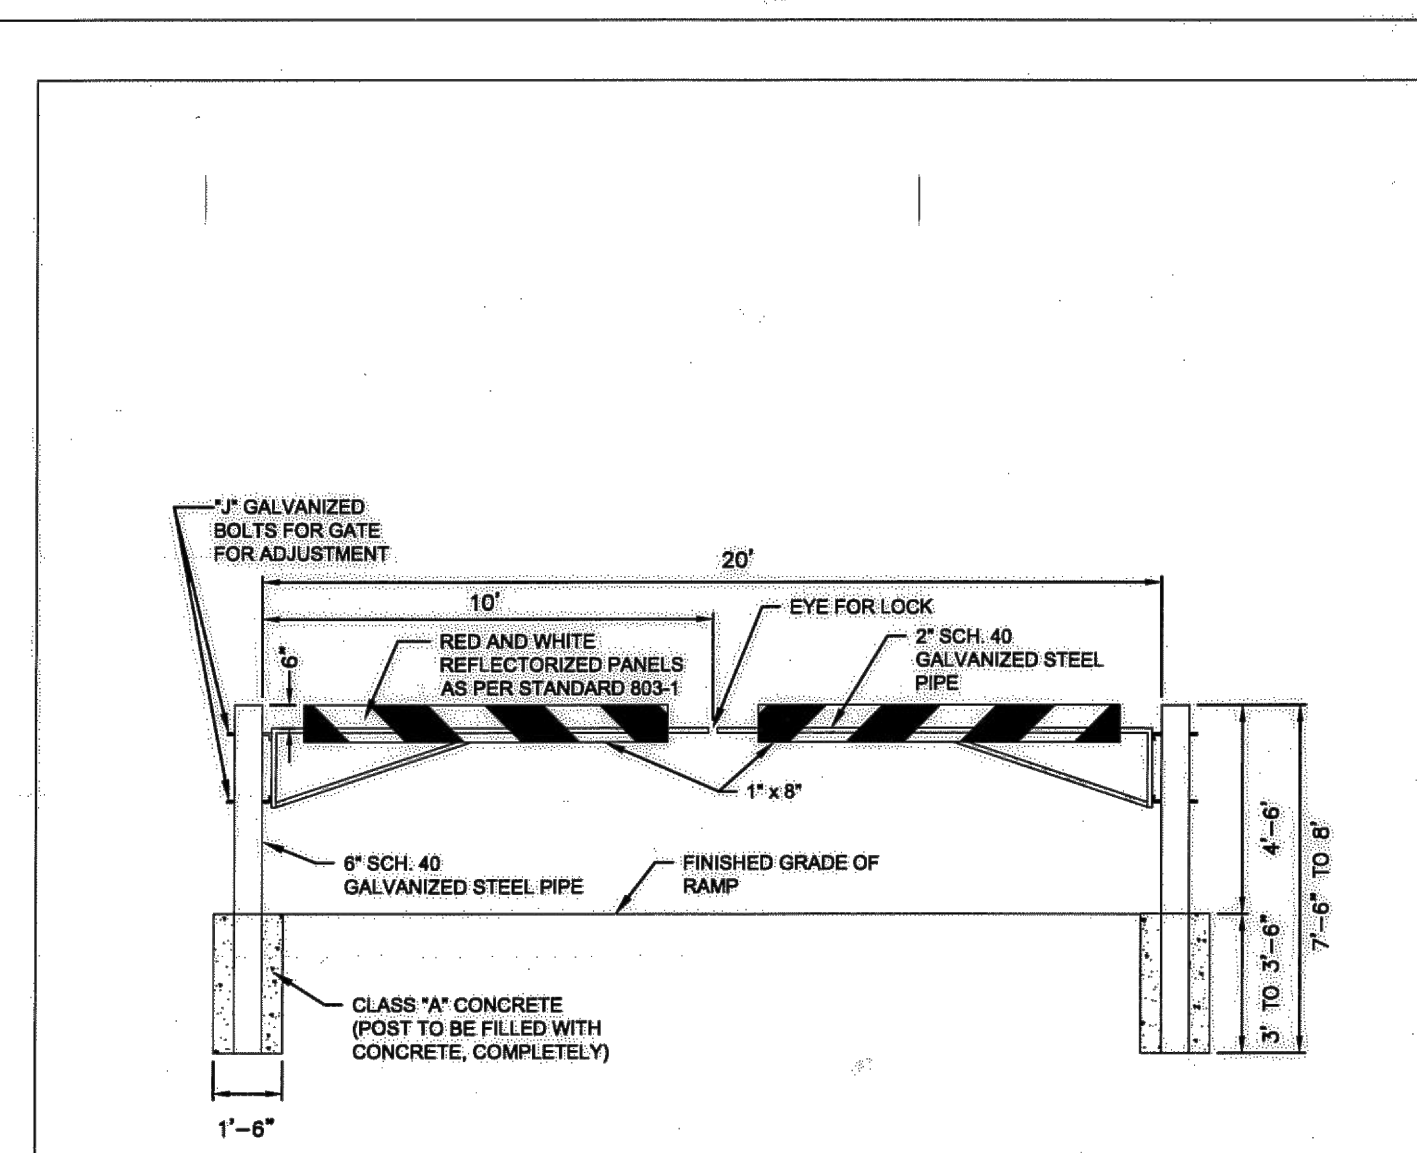 "J" GALVANIZED
BOLTS FOR GATE
FOR ADJUSTMENT
20'
10'
EYE FOR LOCK
6"
RED AND WHITE
REFLECTORIZED PANELS
AS PER STANDARD 803-1
2" SCH. 40
GALVANIZED STEEL
PIPE
1" x 8"
6" SCH. 40
GALVANIZED STEEL PIPE
FINISHED GRADE OF
RAMP
4'-6"
7'-6" TO 8'
3' TO 3'-6"
CLASS "A" CONCRETE
(POST TO BE FILLED WITH
CONCRETE, COMPLETELY)
1'-6"